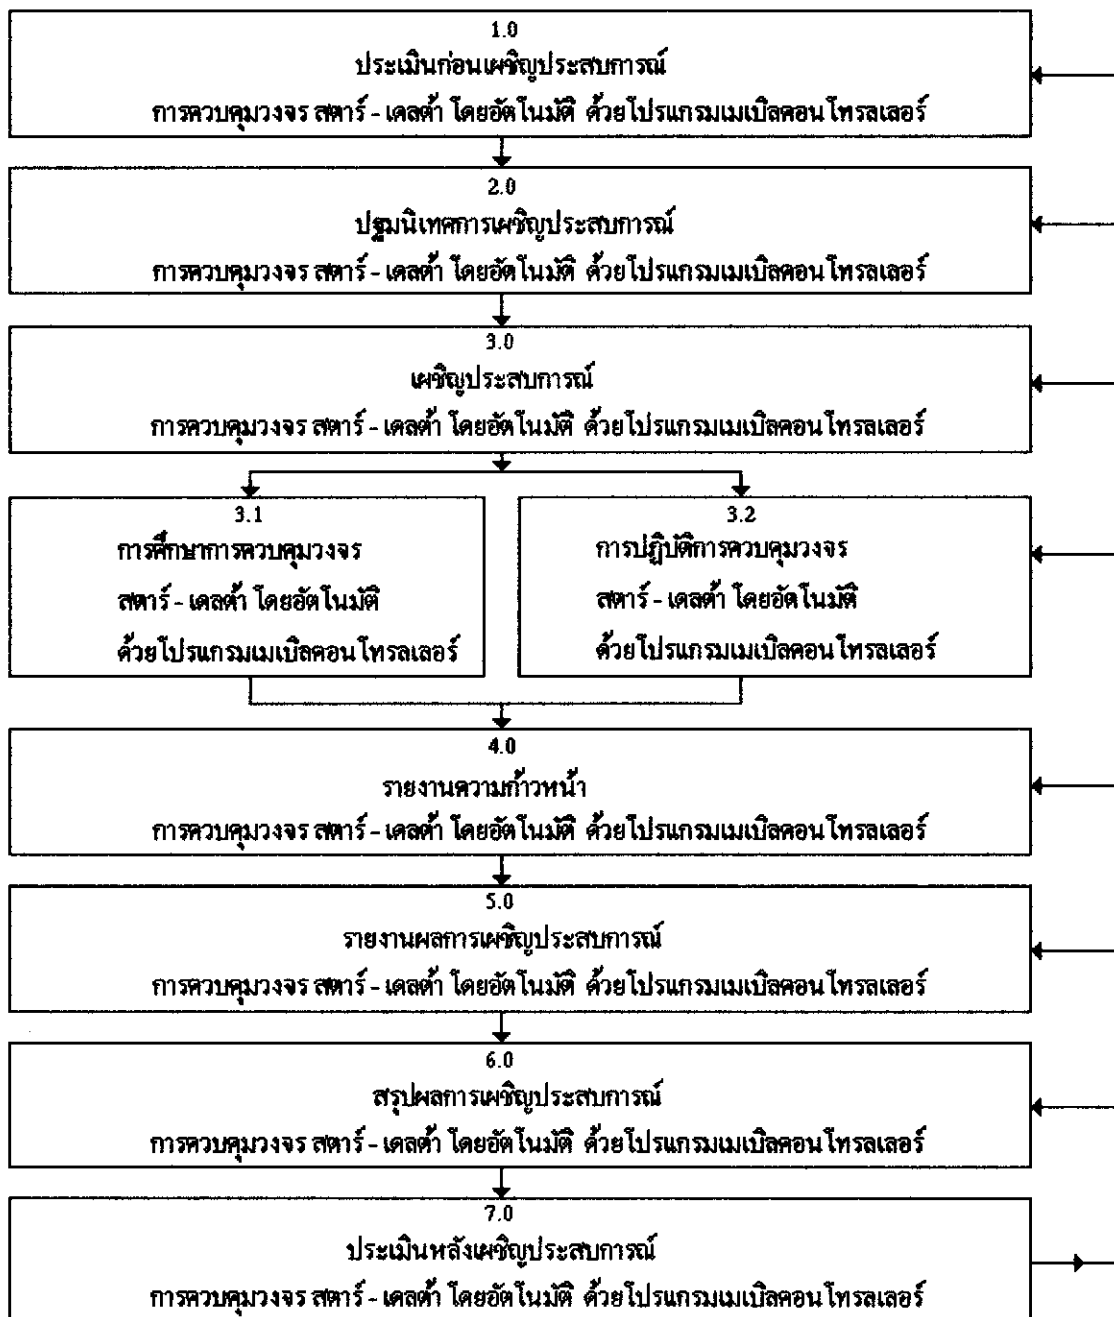 1.0
ประเมินก่อนเผชิญประสบการณ์
การควบคุมวงจร สตาร์ - เดลต้า โดยอัตโนมัติ ด้วยโปรแกรมเมเบิลคอนโทรลเลอร์
2.0
ปฐมนิเทศการเผชิญประสบการณ์
การควบคุมวงจร สตาร์ - เดลต้า โดยอัตโนมัติ ด้วยโปรแกรมเมเบิลคอนโทรลเลอร์
3.0
เผชิญประสบการณ์
การควบคุมวงจร สตาร์ - เดลต้า โดยอัตโนมัติ ด้วยโปรแกรมเมเบิลคอนโทรลเลอร์
3.1
การศึกษาการควบคุมวงจร
สตาร์ - เดลต้า โดยอัตโนมัติ
ด้วยโปรแกรมเมเบิลคอนโทรลเลอร์
3.2
การปฏิบัติการควบคุมวงจร
สตาร์ - เดลต้า โดยอัตโนมัติ
ด้วยโปรแกรมเมเบิลคอนโทรลเลอร์
4.0
รายงานความก้าวหน้า
การควบคุมวงจร สตาร์ - เดลต้า โดยอัตโนมัติ ด้วยโปรแกรมเมเบิลคอนโทรลเลอร์
5.0
รายงานผลการเผชิญประสบการณ์
การควบคุมวงจร สตาร์ - เดลต้า โดยอัตโนมัติ ด้วยโปรแกรมเมเบิลคอนโทรลเลอร์
6.0
สรุปผลการเผชิญประสบการณ์
การควบคุมวงจร สตาร์ - เดลต้า โดยอัตโนมัติ ด้วยโปรแกรมเมเบิลคอนโทรลเลอร์
7.0
ประเมินหลังเผชิญประสบการณ์
การควบคุมวงจร สตาร์ - เดลต้า โดยอัตโนมัติ ด้วยโปรแกรมเมเบิลคอนโทรลเลอร์